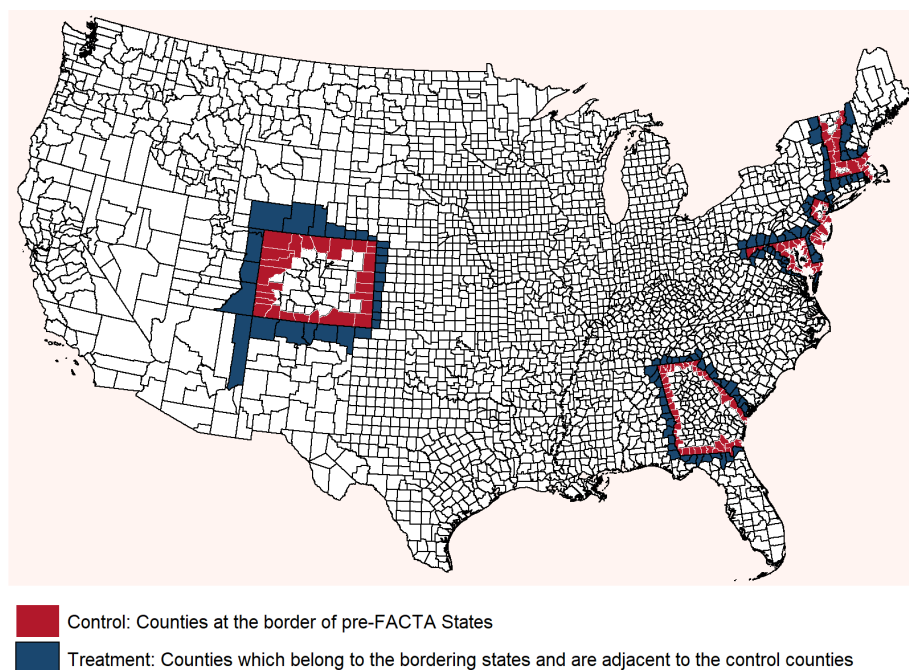 Control: Counties at the border of pre-FACTA States
Treatment: Counties which belong to the bordering states and are adjacent to the control counties